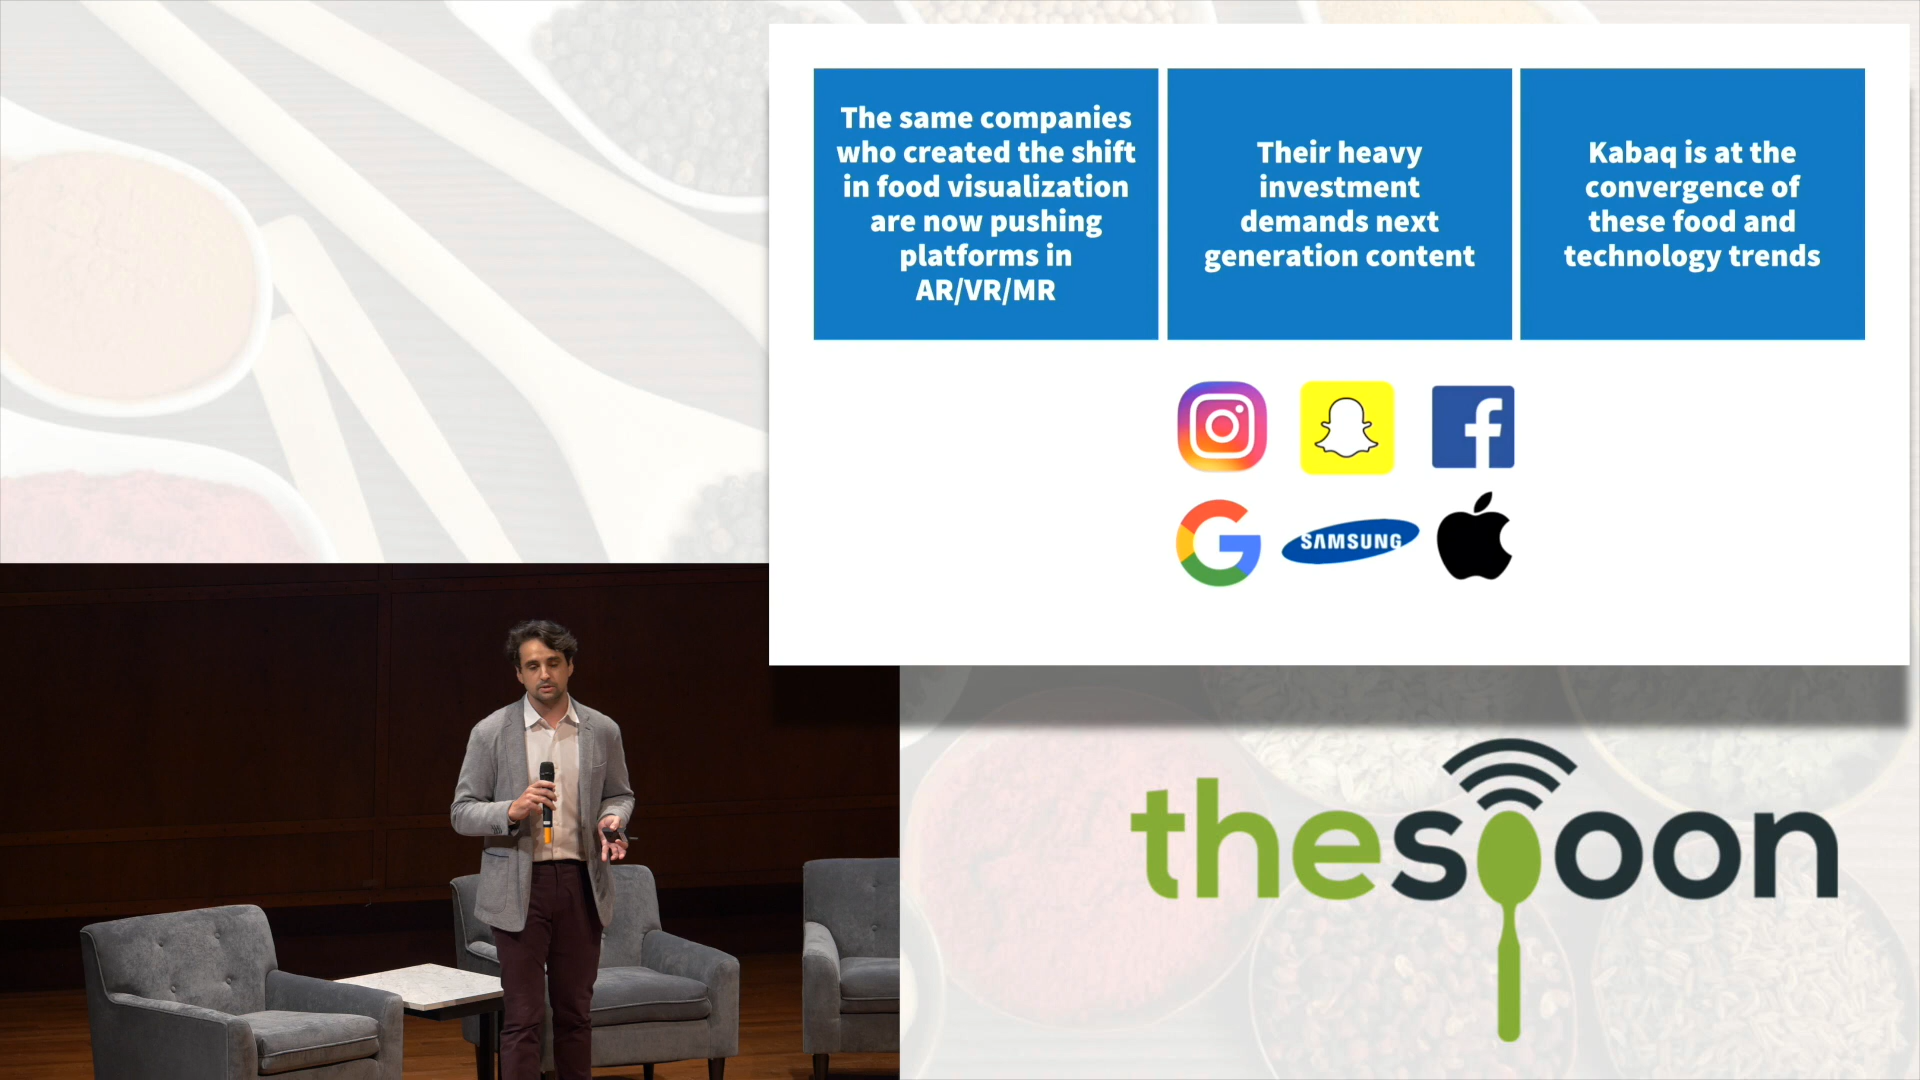 The same companies
who created the shift
in food visualization
are now pushing
platforms in
AR/VR/MR
Their heavy
investment
demands next
generation content
Kabaq is at the
convergence of
these food and
technology trends
SAMSUNG
thespoon